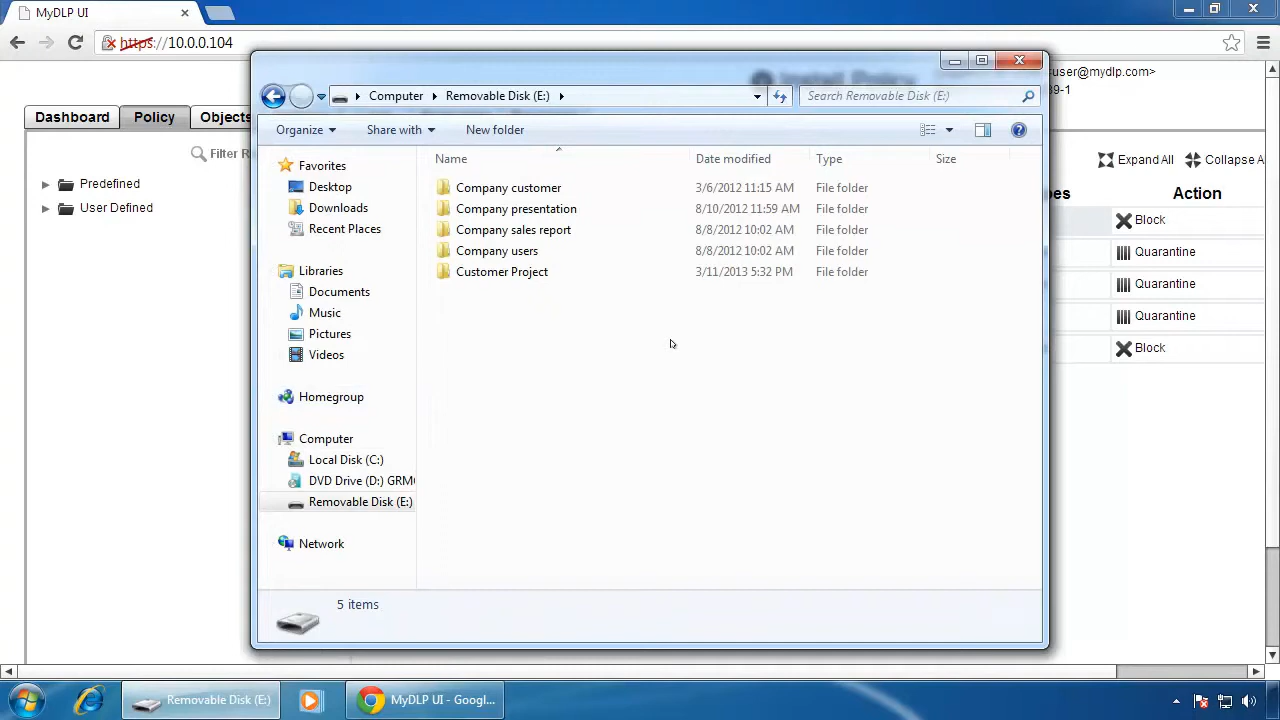 MyDLP UI
https://10.0.0.104
<user@mydlp.com>
Install Policy
Computer
Removable Disk (E:)
Search Removable Disk (E:)
Dashboard
Policy
Objects
Organize
Share with
New folder
Filter R
Expand All
Collapse A
Name
Date modified
Type
Size
Predefined
User Defined
Action
Block
Quarantine
Quarantine
Quarantine
Block
Favorites
Desktop
Downloads
Recent Places
Libraries
Documents
Music
Pictures
Videos
Homegroup
Computer
Local Disk (C:)
DVD Drive (D:) GRM
Removable Disk (E:)
Network
Company customer 3/6/2012 11:15 AM File folder
Company presentation 8/10/2012 11:59 AM File folder
Company sales report 8/8/2012 10:02 AM File folder
Company users 8/8/2012 10:02 AM File folder
Customer Project 3/11/2013 5:32 PM File folder
5 items
Removable Disk (E:)
MyDLP UI - Googl...